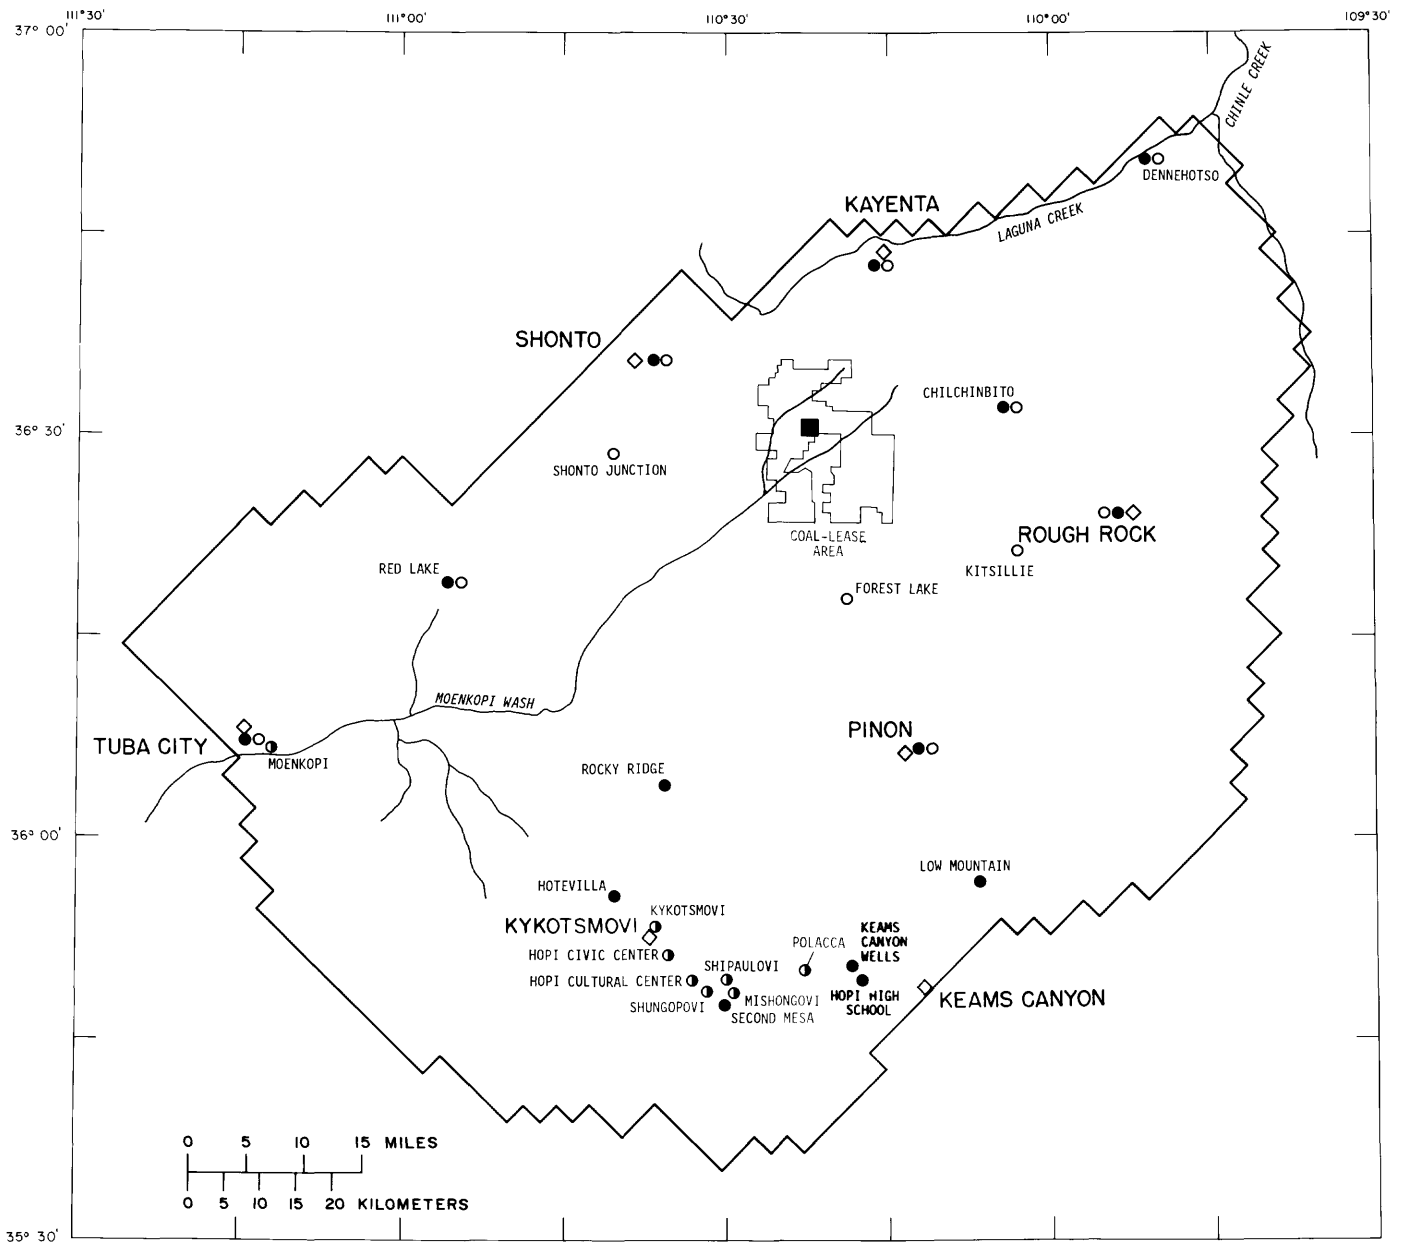 111° 30'
111° 00'
110° 30'
110° 00'
109° 30'
37° 00'
CHINLE CREEK
DENNEHOTSO
KAYENTA
LAGUNA CREEK
SHONTO
CHILCHINBITO
36° 30'
SHONTO JUNCTION
COAL-LEASE
AREA
ROUGH ROCK
RED LAKE
KITSILLIE
FOREST LAKE
MOENKOPI WASH
PINON
TUBA CITY
MOENKOPI
ROCKY RIDGE
36° 00'
LOW MOUNTAIN
HOTEVILLA
KYKOTSMOVI
KYKOTSMOVI
KEAMS
CANYON
WELLS
POLACCA
HOPI CIVIC CENTER
SHIPAULOVI
HOPI CULTURAL CENTER
HOPI HIGH
SCHOOL
KEAMS CANYON
MISHONGOVI
SHUNGOPOVI
SECOND MESA
0 5 10 15 MILES
0 5 10 15 20 KILOMETERS
35° 30'